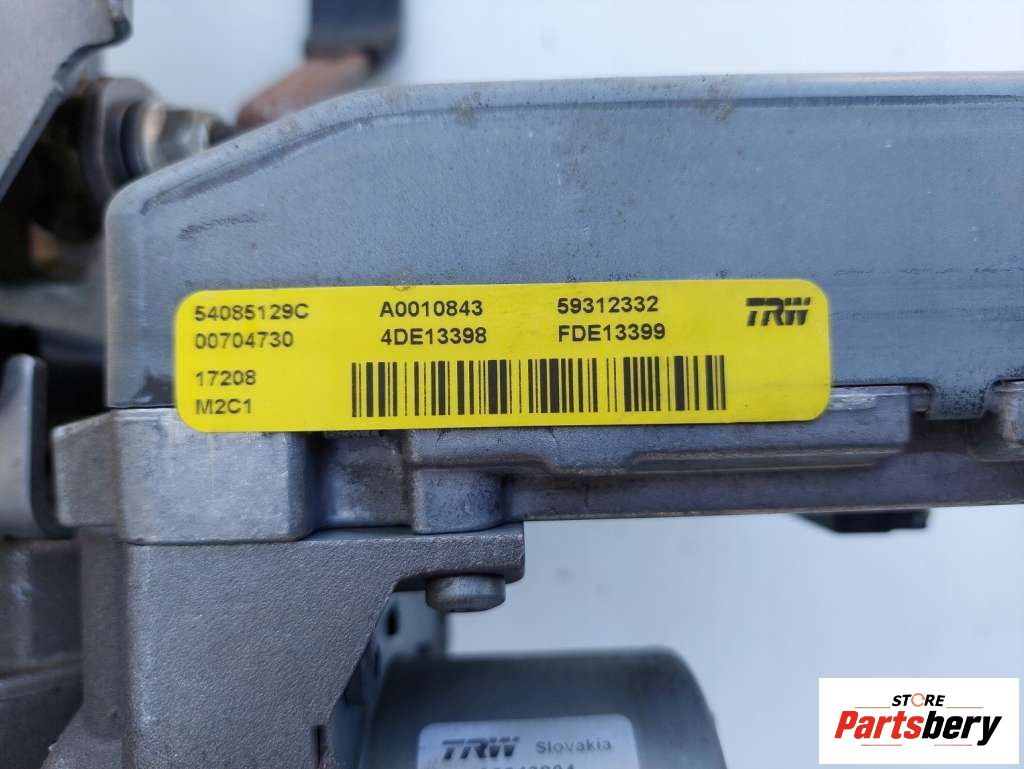 54085129C A0010843 59312332 TRW
00704730 4DE13398 FDE13399
17208
M2C1
TRW Slovakia
STORE
Partsbery